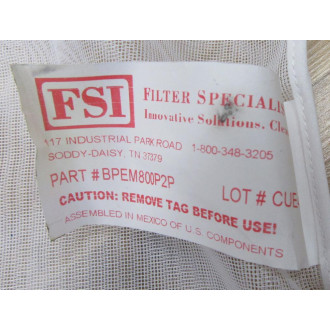 FSI
FILTER SPECIALI
Innovative Solutions. Clea
117 INDUSTRIAL PARK ROAD 1-800-348-3205
SODDY-DAISY, TN 37379
PART # BPEM800P2P
LOT # CUB
CAUTION: REMOVE TAG BEFORE USE!
ASSEMBLED IN MEXICO OF U.S. COMPONENTS